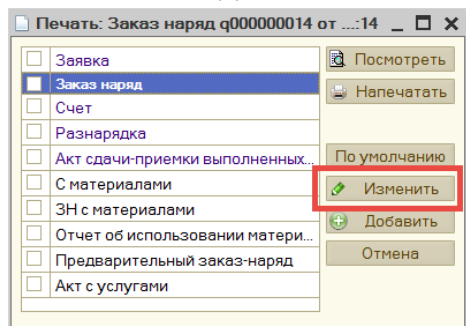 Печать: Заказ наряд q000000014 от ...:14
Заявка
Заказ наряд
Счет
Разнарядка
Акт сдачи-приемки выполненных...
С материалами
ЗН с материалами
Отчет об использовании матери...
Предварительный заказ-наряд
Акт с услугами
Посмотреть
Напечатать
По умолчанию
Изменить
Добавить
Отмена